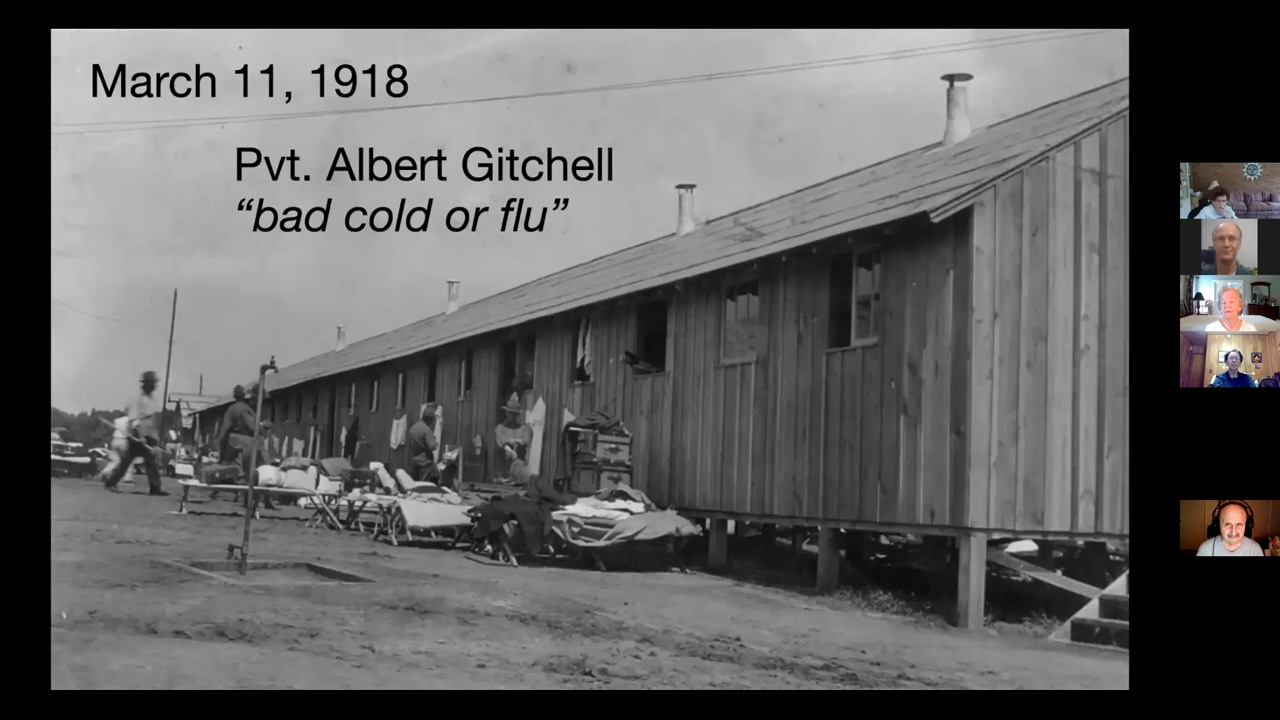 March 11, 1918
Pvt. Albert Gitchell
“bad cold or flu”